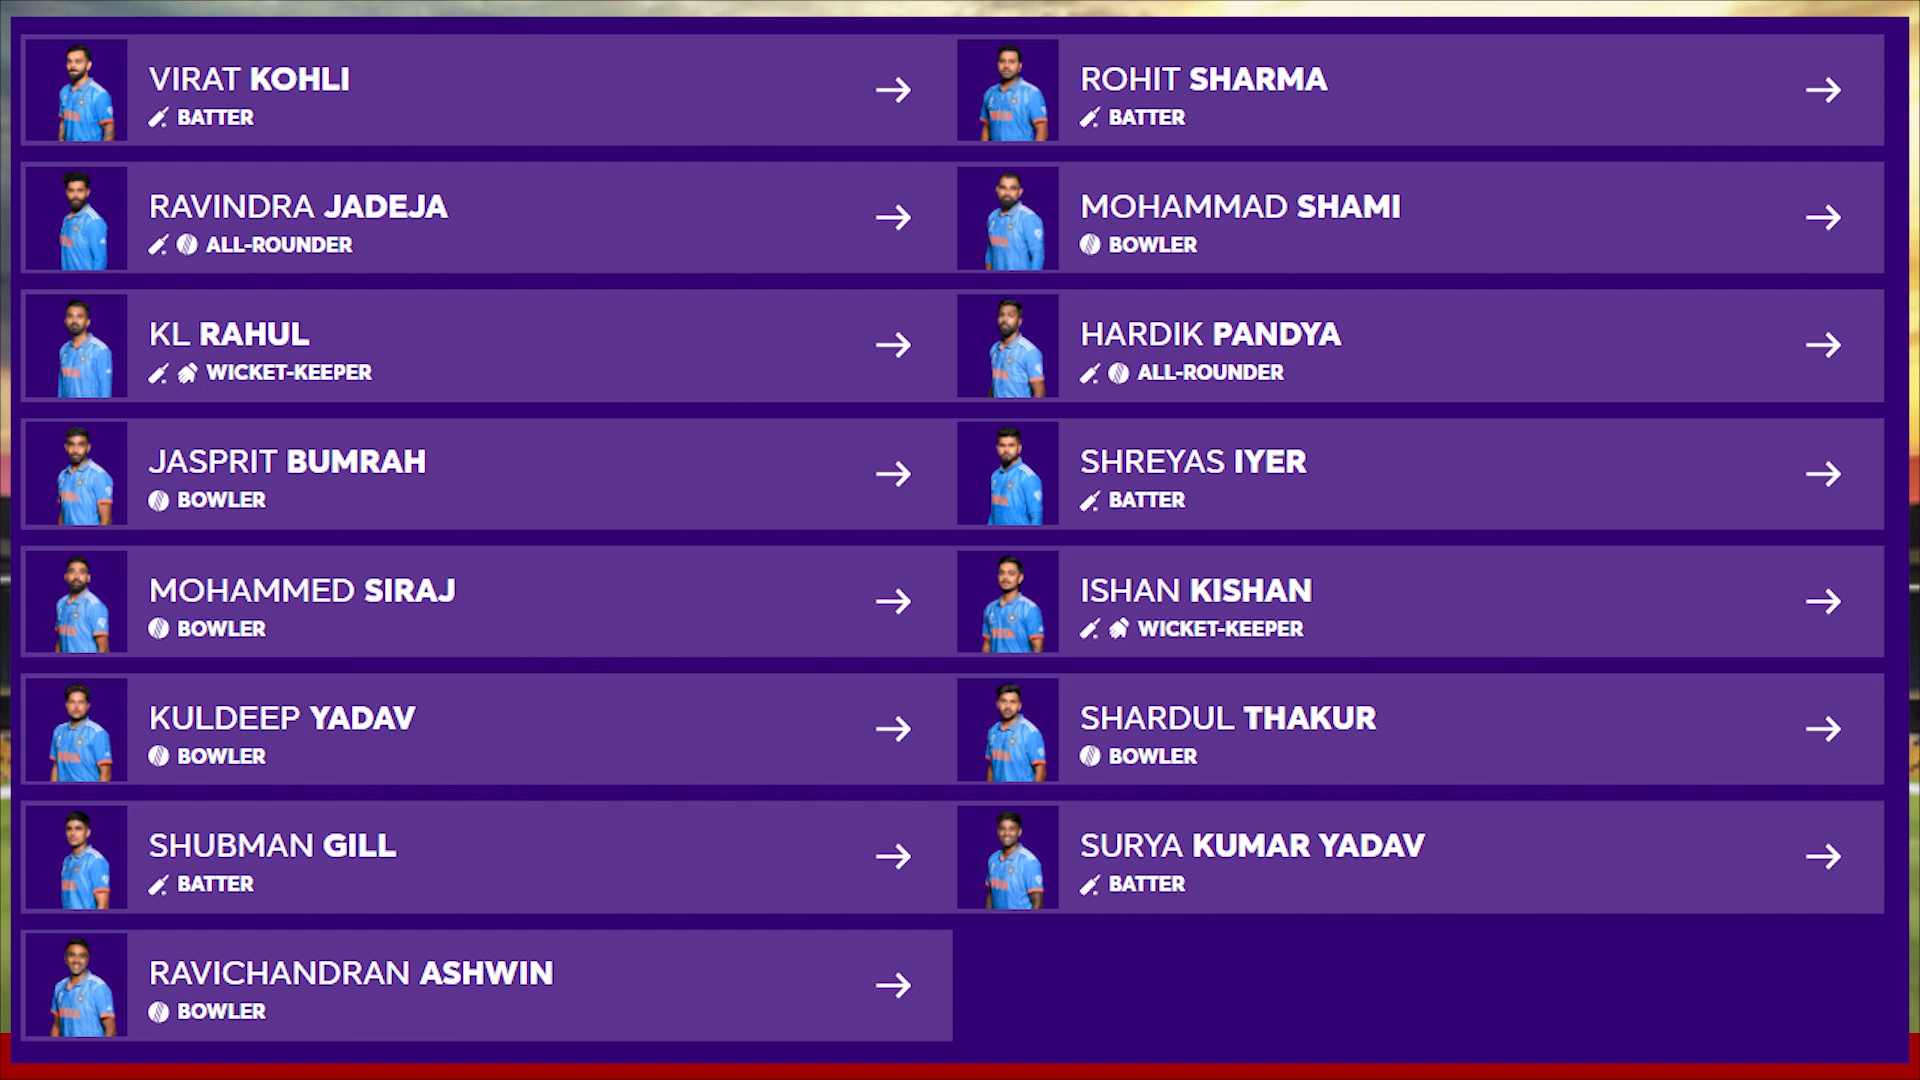 VIRAT KOHLI
BATTER
ROHIT SHARMA
BATTER
RAVINDRA JADEJA
ALL-ROUNDER
MOHAMMAD SHAMI
BOWLER
KL RAHUL
WICKET-KEEPER
HARDIK PANDYA
ALL-ROUNDER
JASPRIT BUMRAH
BOWLER
SHREYAS IYER
BATTER
MOHAMMED SIRAJ
BOWLER
ISHAN KISHAN
WICKET-KEEPER
KULDEEP YADAV
BOWLER
SHARDUL THAKUR
BOWLER
SHUBMAN GILL
BATTER
SURYA KUMAR YADAV
BATTER
RAVICHANDRAN ASHWIN
BOWLER